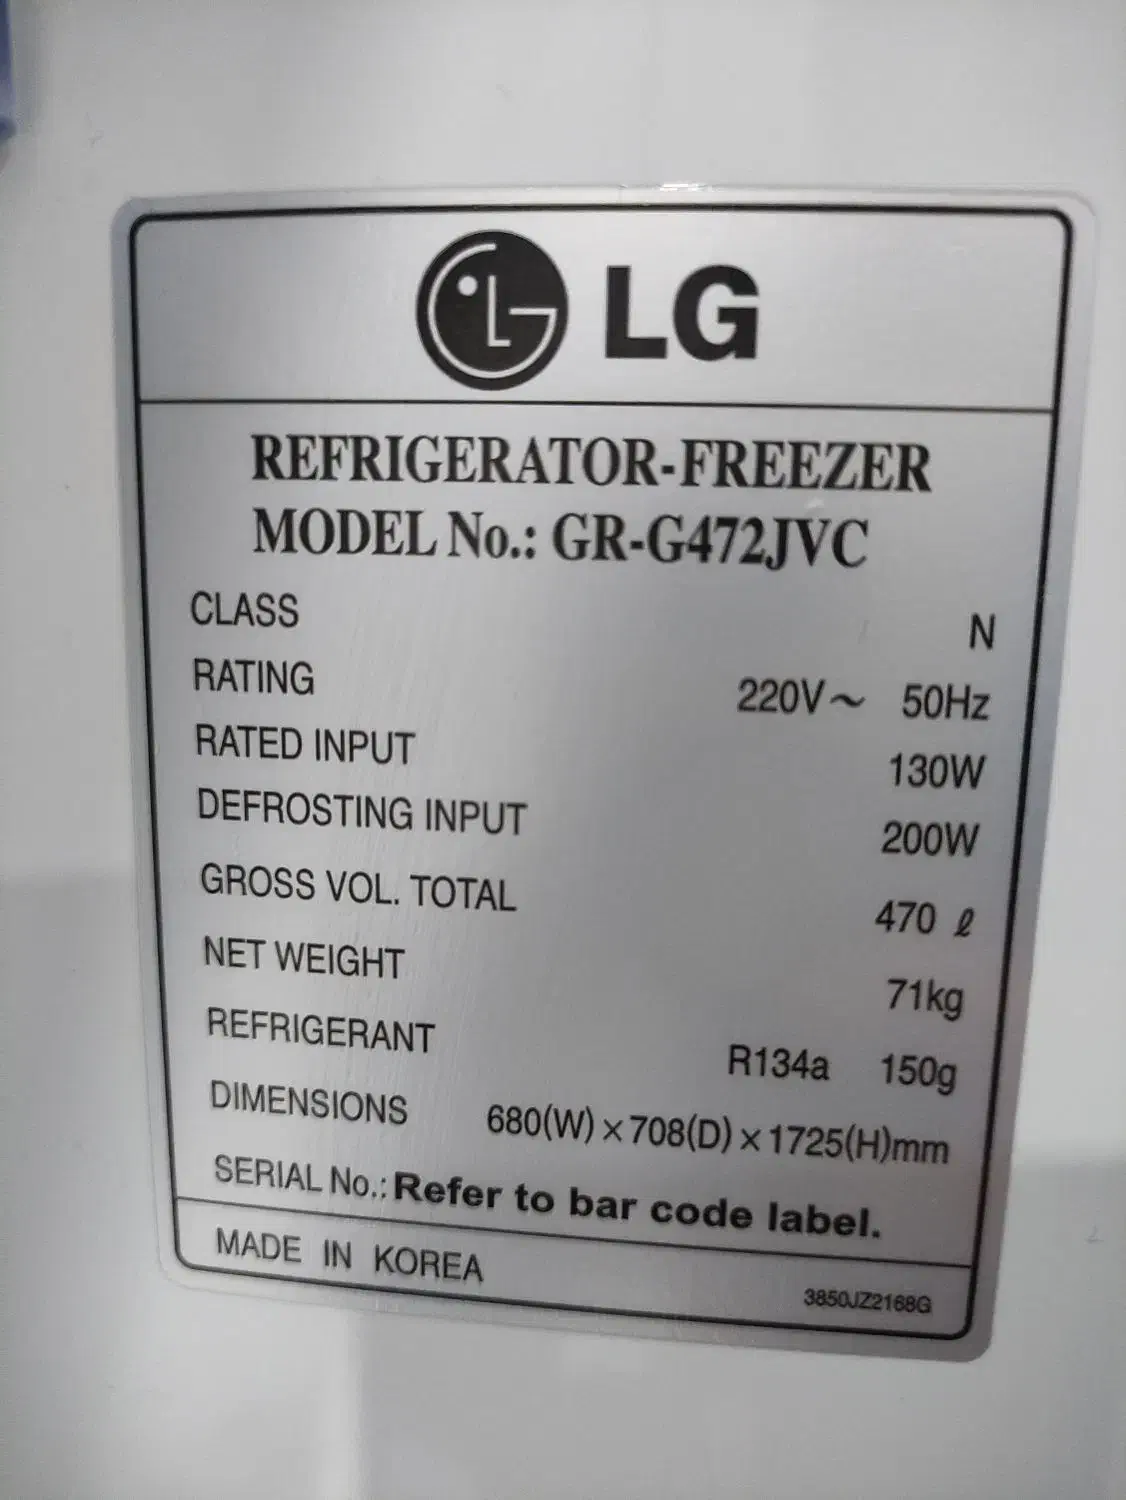 LG
REFRIGERATOR-FREEZER
MODEL No.: GR-G472JVC
CLASS N
RATING 220V～ 50Hz
RATED INPUT 130W
DEFROSTING INPUT 200W
GROSS VOL. TOTAL 470 ℓ
NET WEIGHT 71kg
REFRIGERANT R134a 150g
DIMENSIONS 680(W)×708(D)×1725(H)mm
SERIAL No.: Refer to bar code label.
MADE IN KOREA 3850JZ2168G